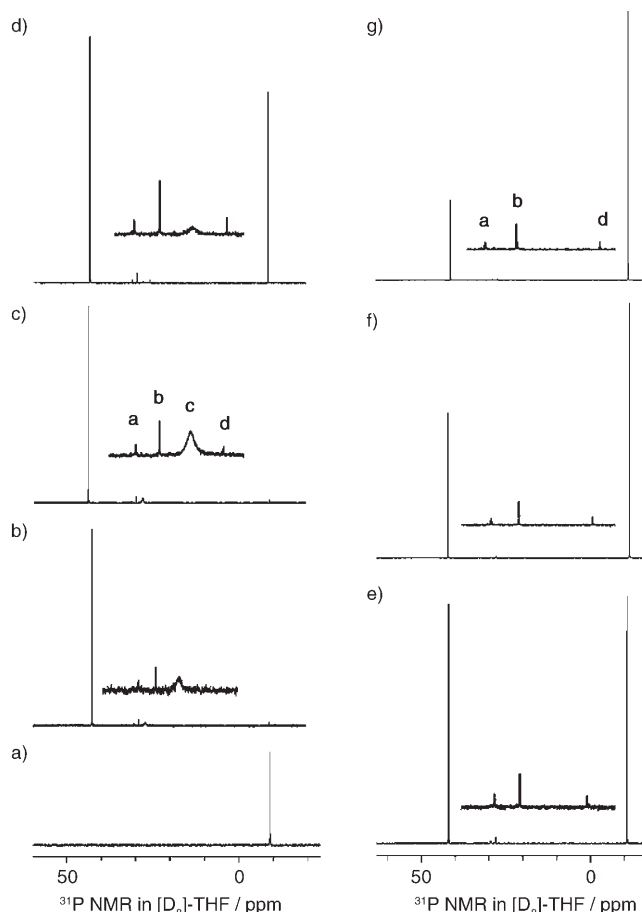 d)
c)
a b c d
b)
a)
50 0
³¹P NMR in [D₈]-THF / ppm
g)
a b d
f)
e)
50 0
³¹P NMR in [D₈]-THF / ppm